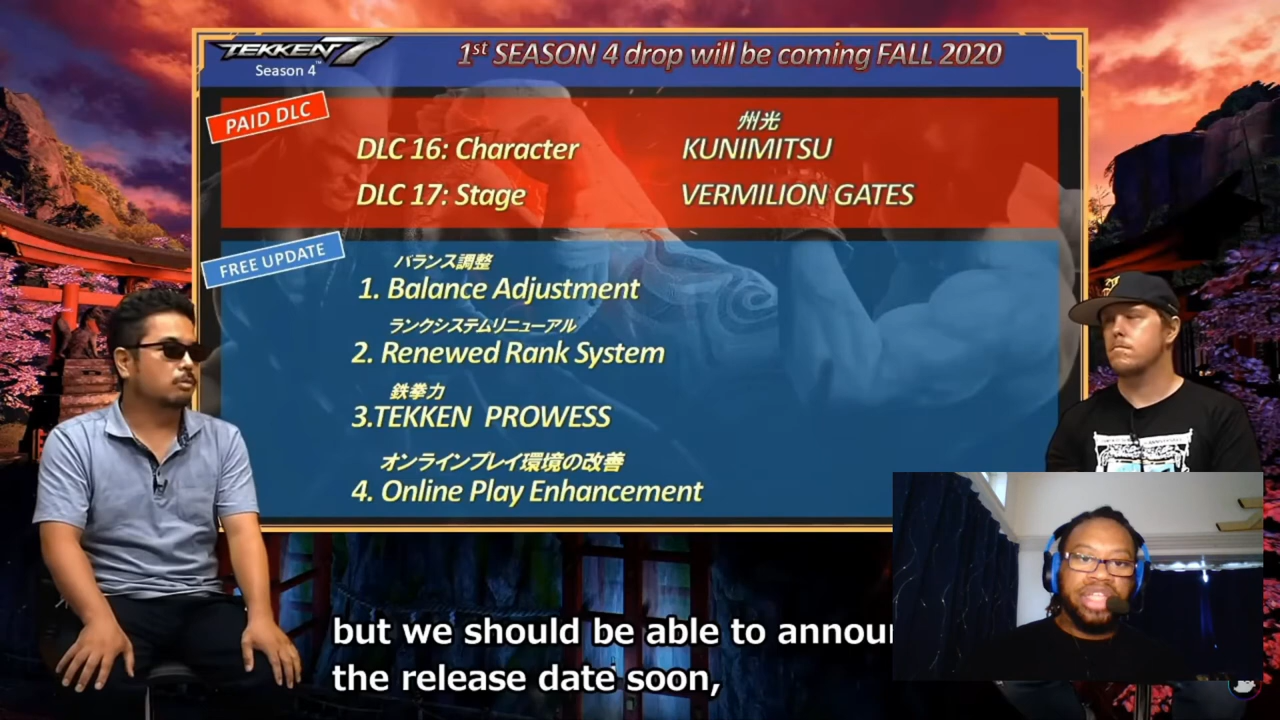 TEKKEN 7
Season 4
1st SEASON 4 drop will be coming FALL 2020
PAID DLC
州光
DLC 16: Character KUNIMITSU
DLC 17: Stage VERMILION GATES
FREE UPDATE
バランス調整
1. Balance Adjustment
ランクシステムリニューアル
2. Renewed Rank System
鉄拳力
3.TEKKEN PROWESS
オンラインプレイ環境の改善
4. Online Play Enhancement
but we should be able to
the release date soon,